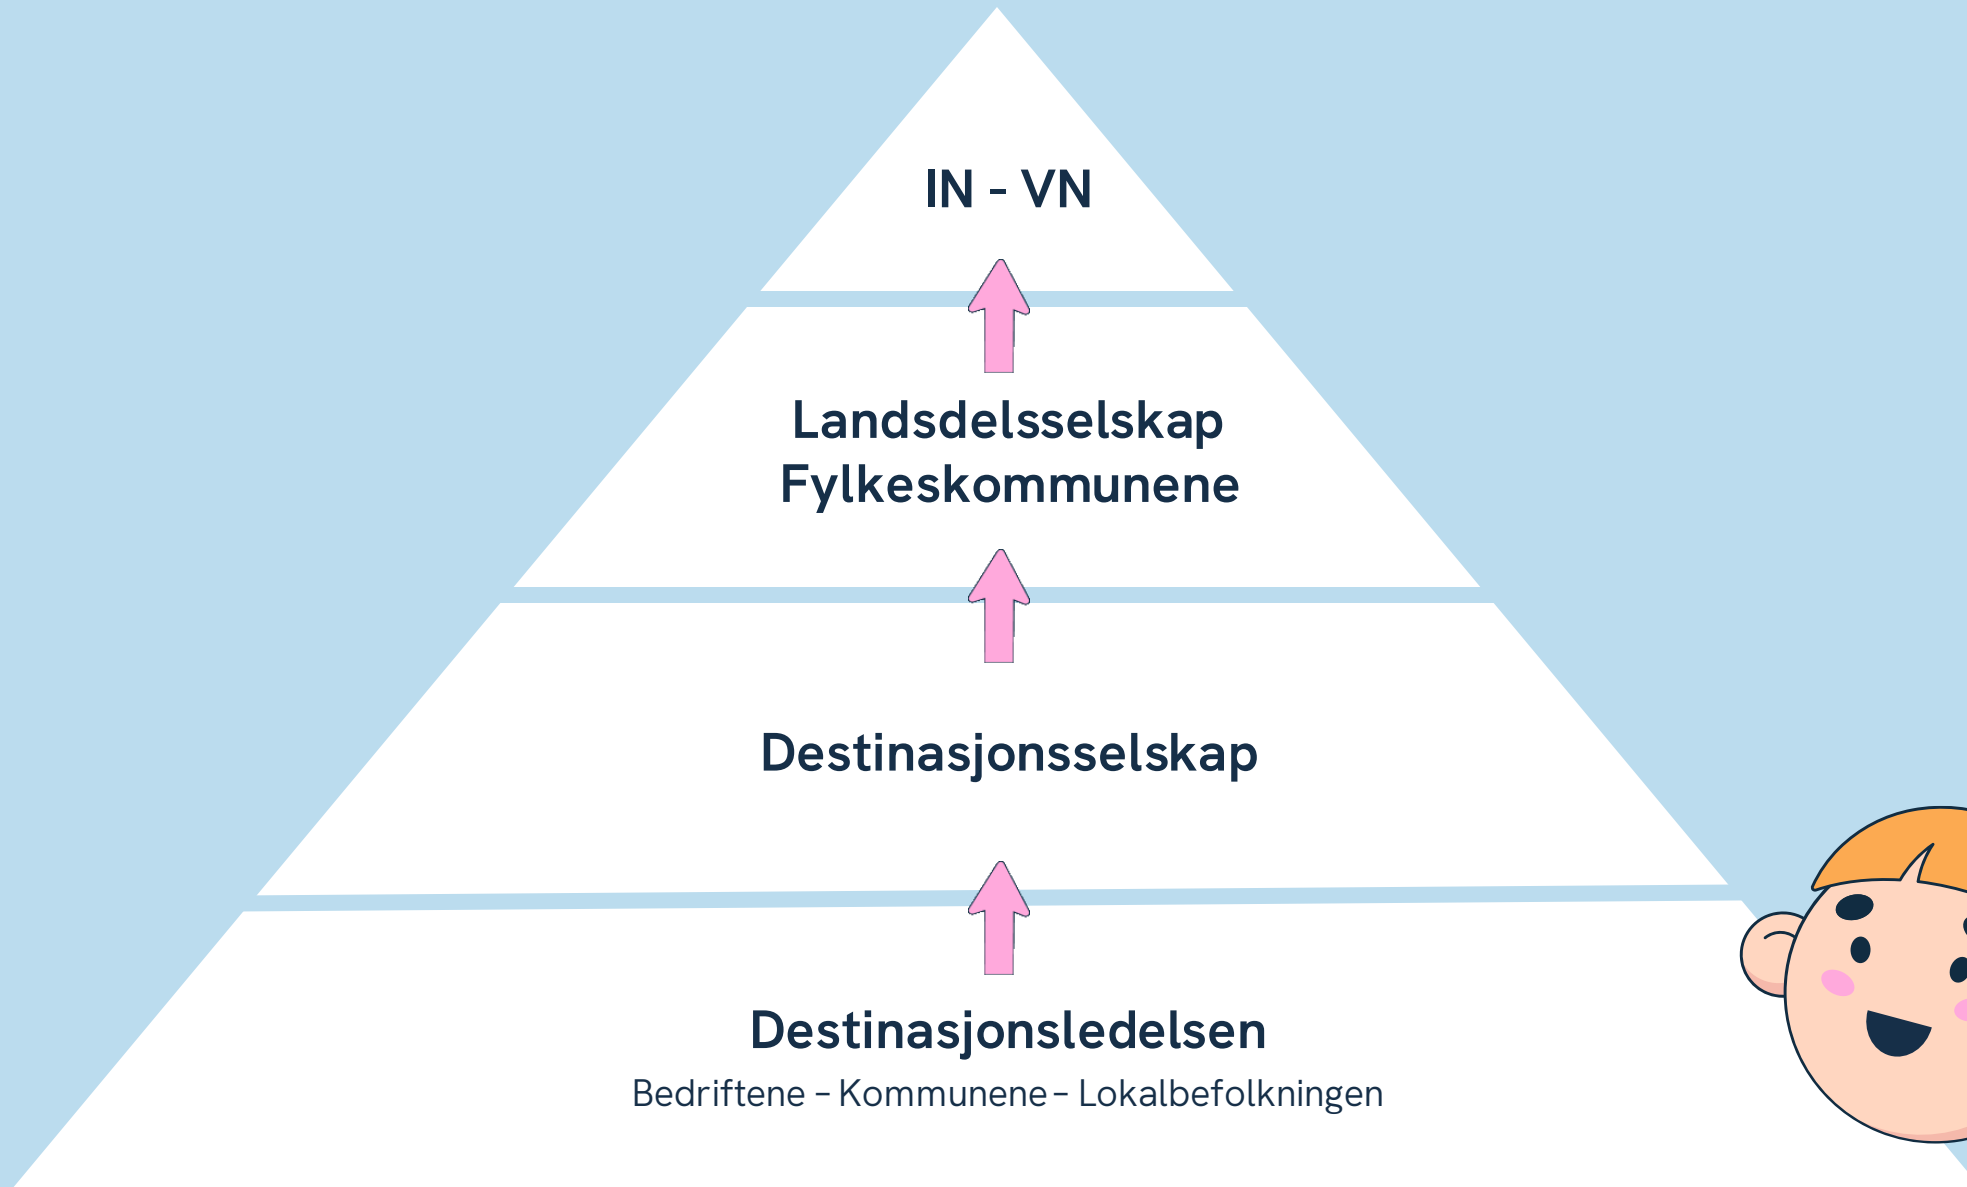 IN - VN
Landsdelsselskap
Fylkeskommunene
Destinasjonsselskap
Destinasjonsledelsen
Bedriftene – Kommunene – Lokalbefolkningen